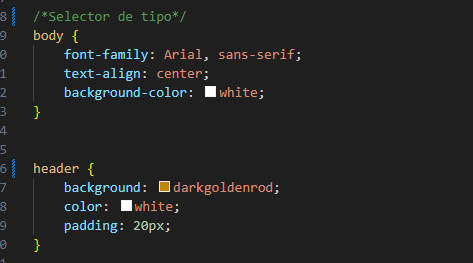 8 /*Selector de tipo*/
9 body {
0 font-family: Arial, sans-serif;
1 text-align: center;
2 background-color: white;
3 }
4
5
6 header {
7 background: darkgoldenrod;
8 color: white;
9 padding: 20px;
0 }
1